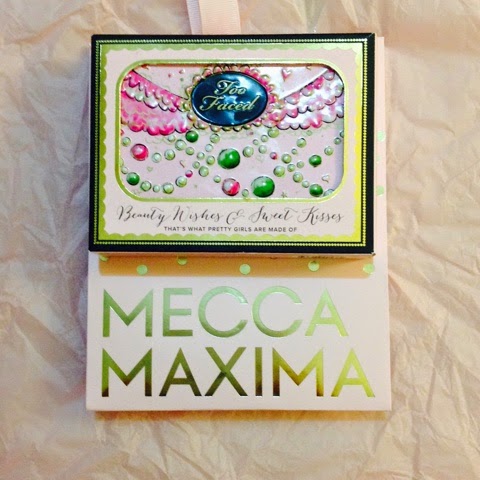 Too
Faced
Beauty Wishes & Sweet Kisses
THAT'S WHAT PRETTY GIRLS ARE MADE OF
MECCA
MAXIMA